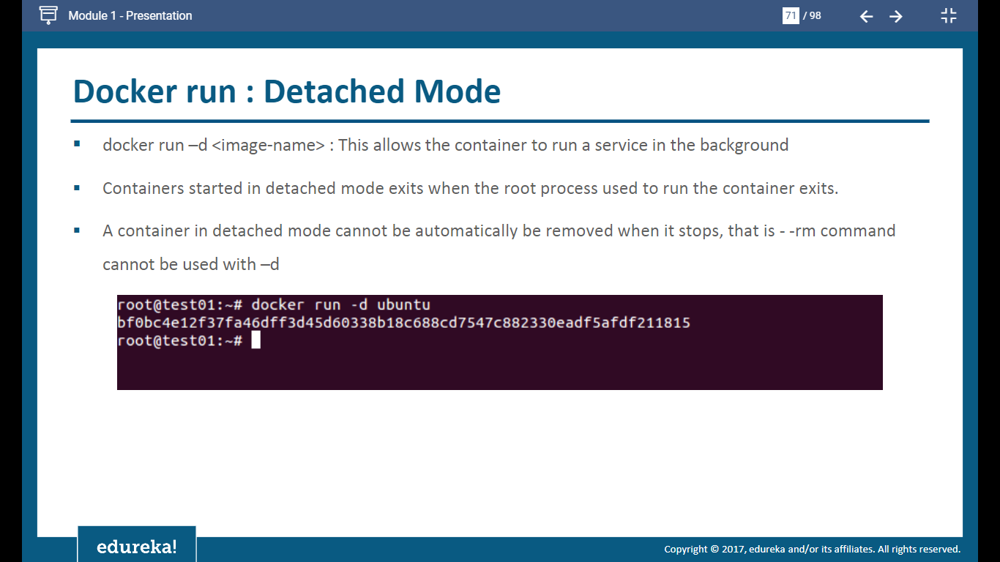 Module 1 - Presentation
71 / 98
Docker run : Detached Mode
docker run –d <image-name> : This allows the container to run a service in the background
Containers started in detached mode exits when the root process used to run the container exits.
A container in detached mode cannot be automatically be removed when it stops, that is - -rm command
cannot be used with –d
root@test01:~# docker run -d ubuntu
bf0bc4e12f37fa46dff3d45d60338b18c688cd7547c882330eadf5afdf211815
root@test01:~#
edureka!
Copyright © 2017, edureka and/or its affiliates. All rights reserved.